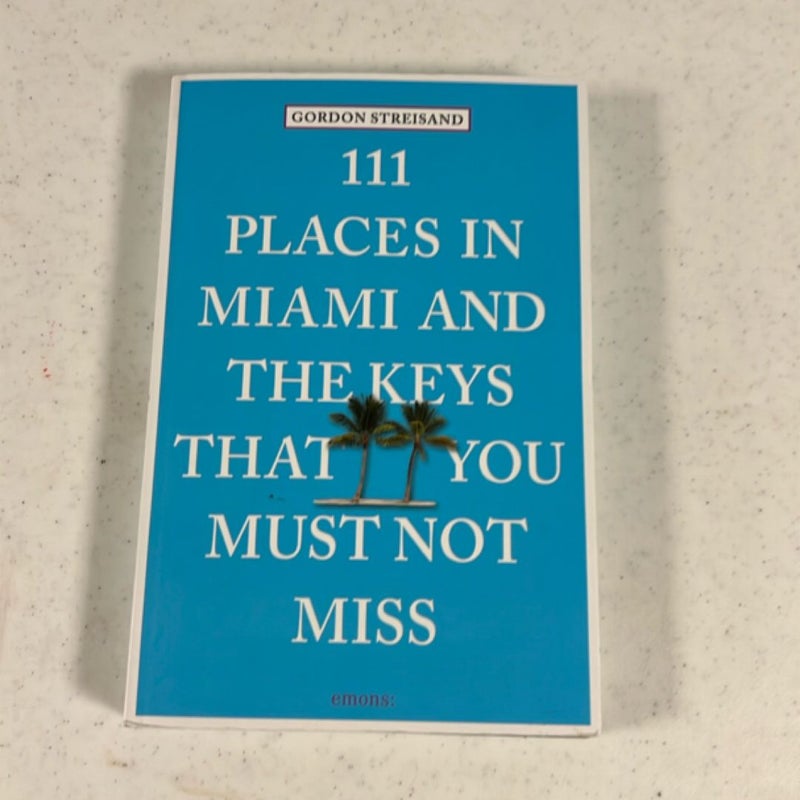 GORDON STREISAND
111
PLACES IN
MIAMI AND
THE KEYS
THAT YOU
MUST NOT
MISS
emons: